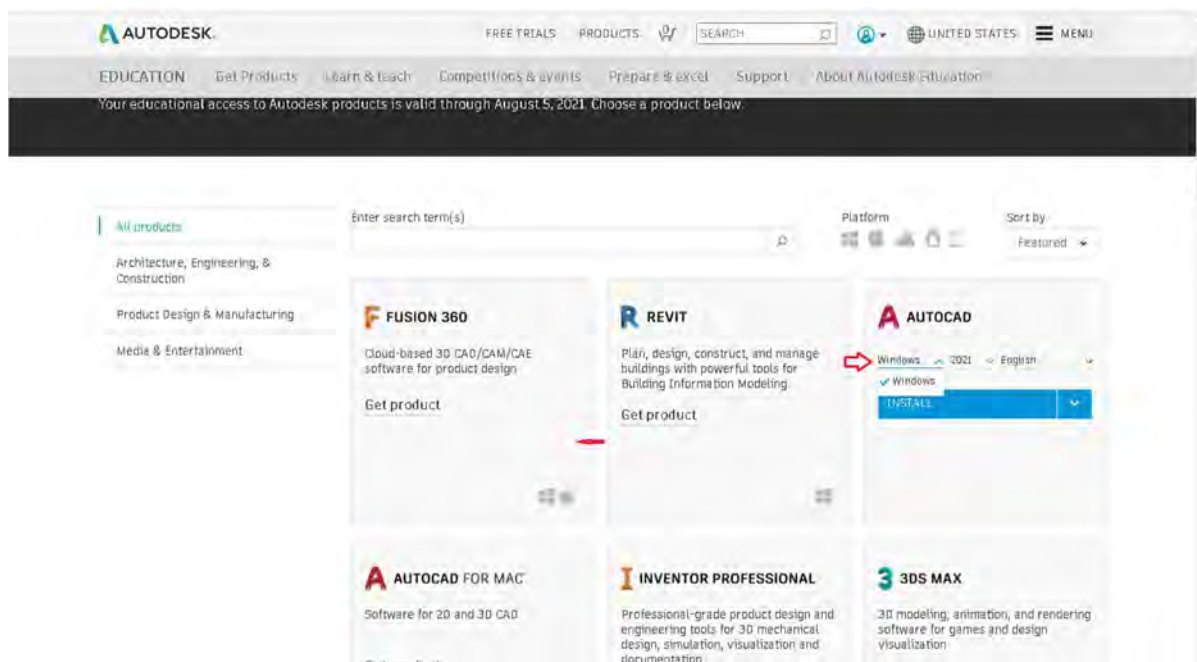 AUTODESK
FREE TRIALS PRODUCTS SEARCH UNITED STATES MENU
EDUCATION Get Products Learn & teach Competitions & events Prepare & excel Support About Autodesk Education
Your educational access to Autodesk products is valid through August 5, 2021. Choose a product below.
All products
Architecture, Engineering, &
Construction
Product Design & Manufacturing
Media & Entertainment
Enter search term(s)
Platform
Sort by
Featured
FUSION 360
Cloud-based 3D CAD/CAM/CAE
software for product design
Get product
REVIT
Plan, design, construct, and manage
buildings with powerful tools for
Building Information Modeling
Get product
AUTOCAD
Windows 2021 English
Windows
INSTALL
AUTOCAD FOR MAC
Software for 2D and 3D CAD
INVENTOR PROFESSIONAL
Professional-grade product design and
engineering tools for 3D mechanical
design, simulation, visualization and
documentation
3DS MAX
3D modeling, animation, and rendering
software for games and design
visualization